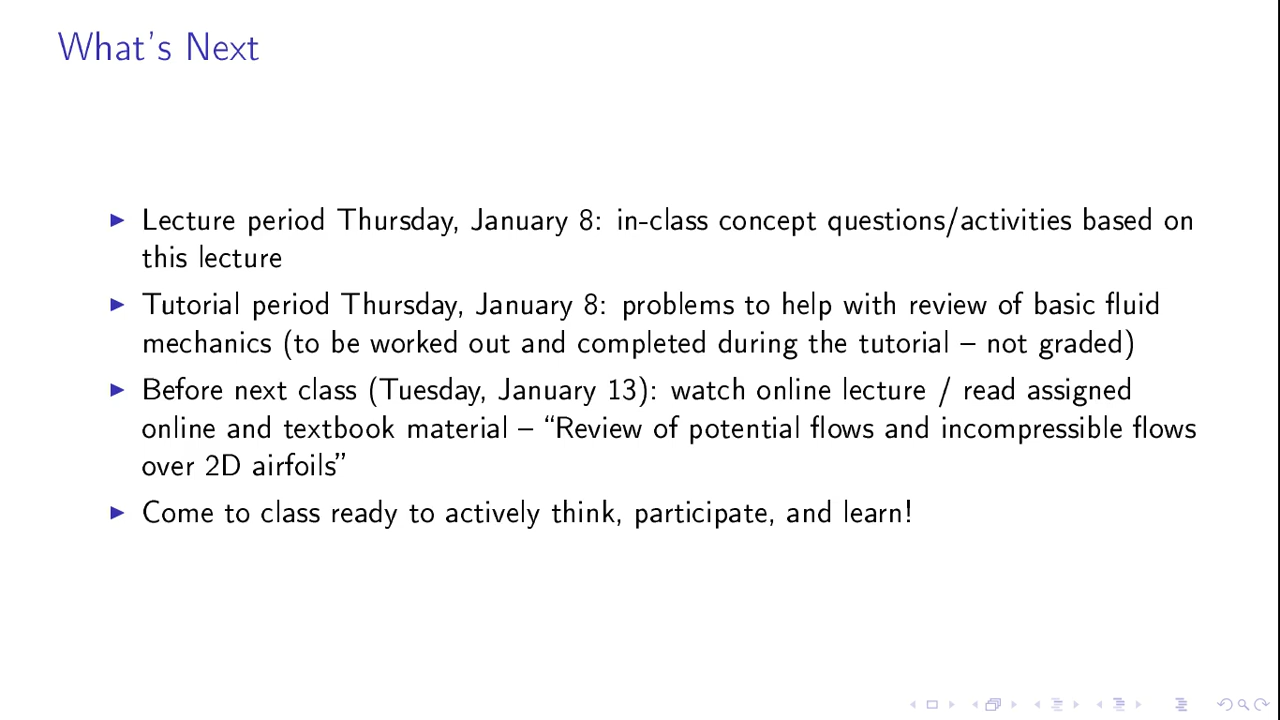 What's Next
Lecture period Thursday, January 8: in-class concept questions/activities based on
this lecture
Tutorial period Thursday, January 8: problems to help with review of basic fluid
mechanics (to be worked out and completed during the tutorial – not graded)
Before next class (Tuesday, January 13): watch online lecture / read assigned
online and textbook material – “Review of potential flows and incompressible flows
over 2D airfoils”
Come to class ready to actively think, participate, and learn!